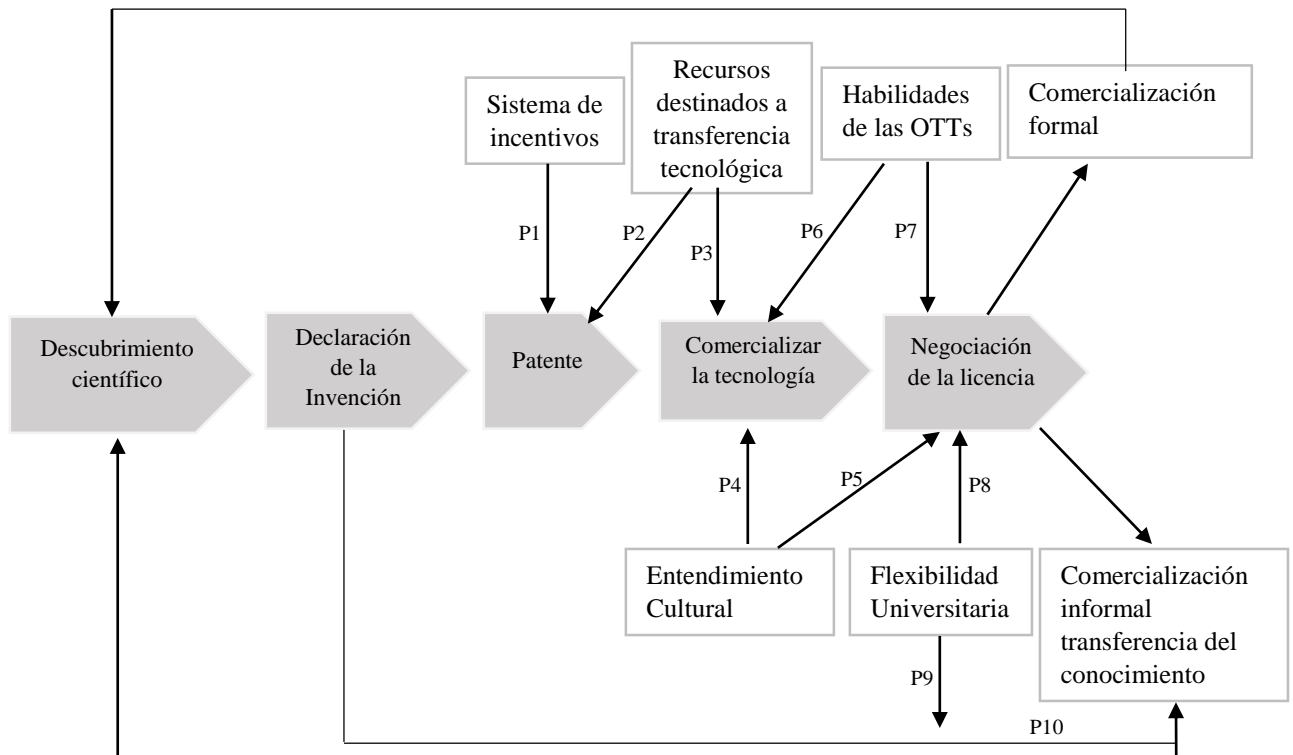 Sistema de
incentivos
Recursos
destinados a
transferencia
tecnológica
Habilidades
de las OTTs
Comercialización
formal
P1
P2
P3
P6
P7
Descubrimiento
científico
Declaración
de la
Invención
Patente
Comercializar
la tecnología
Negociación
de la licencia
P4
P5
P8
Entendimiento
Cultural
Flexibilidad
Universitaria
Comercialización
informal
transferencia del
conocimiento
P9
P10